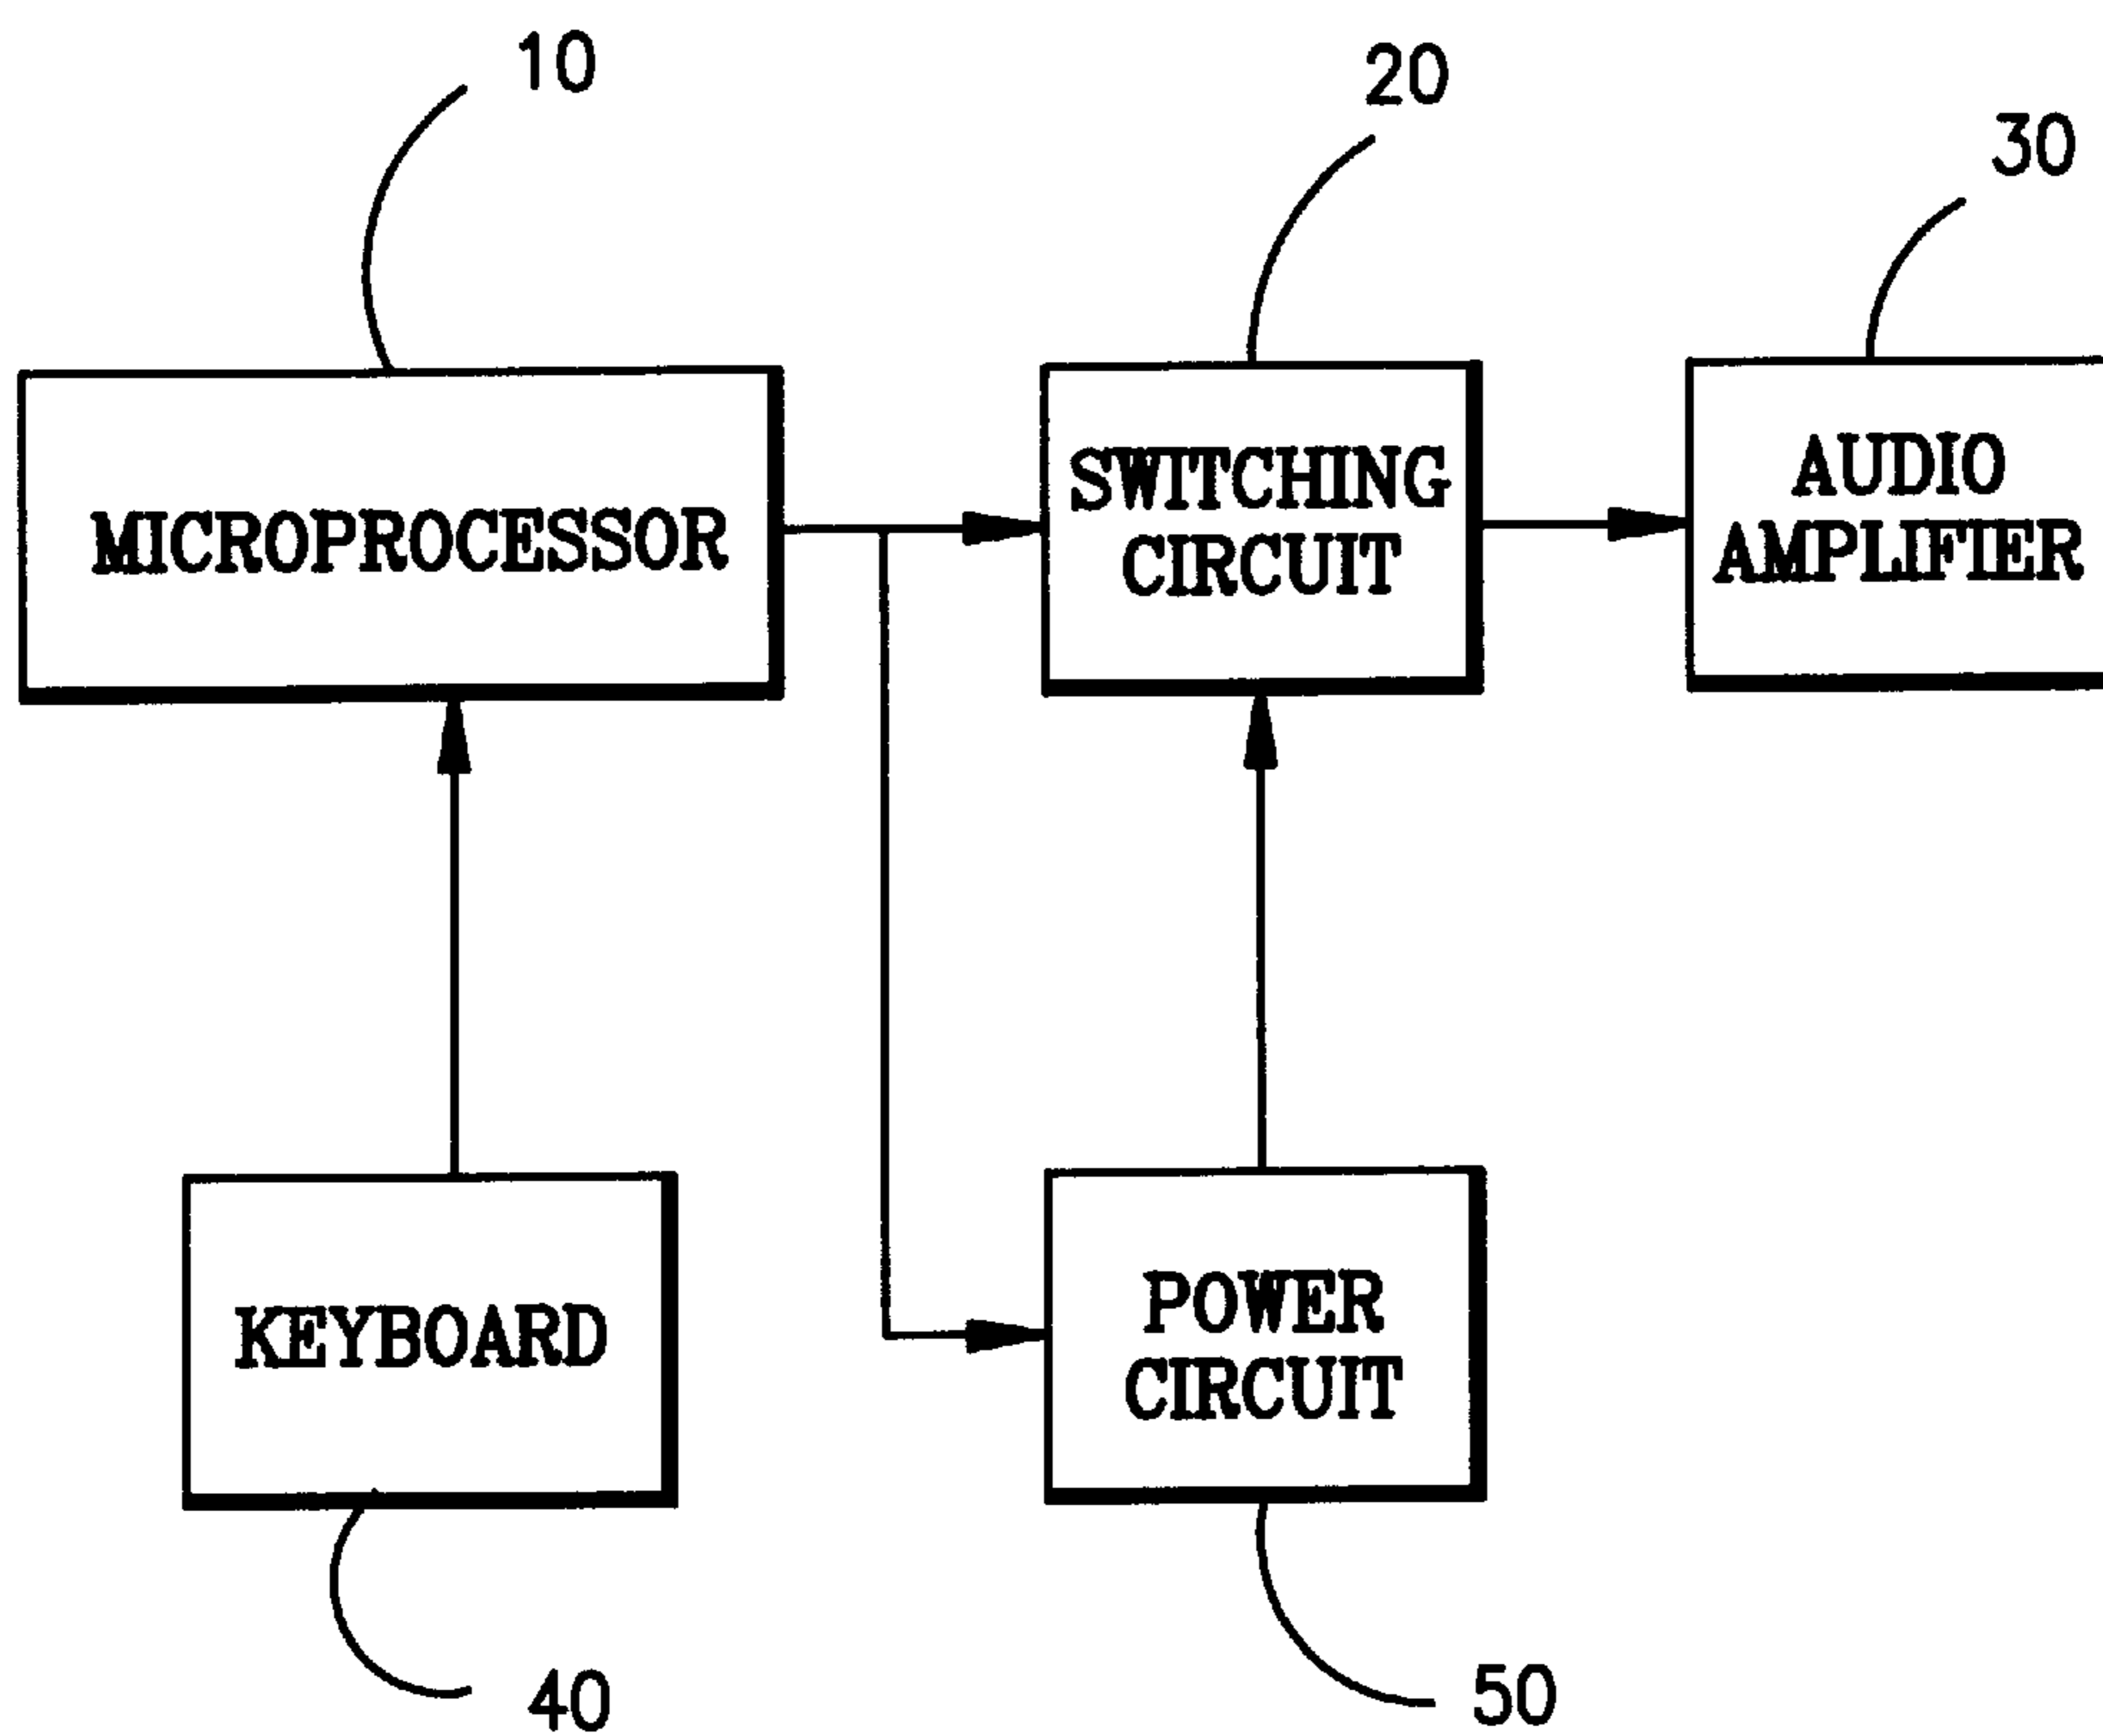 10
20
30
MICROPROCESSOR
SWITCHING
CIRCUIT
AUDIO
AMPLIFIER
KEYBOARD
POWER
CIRCUIT
40
50